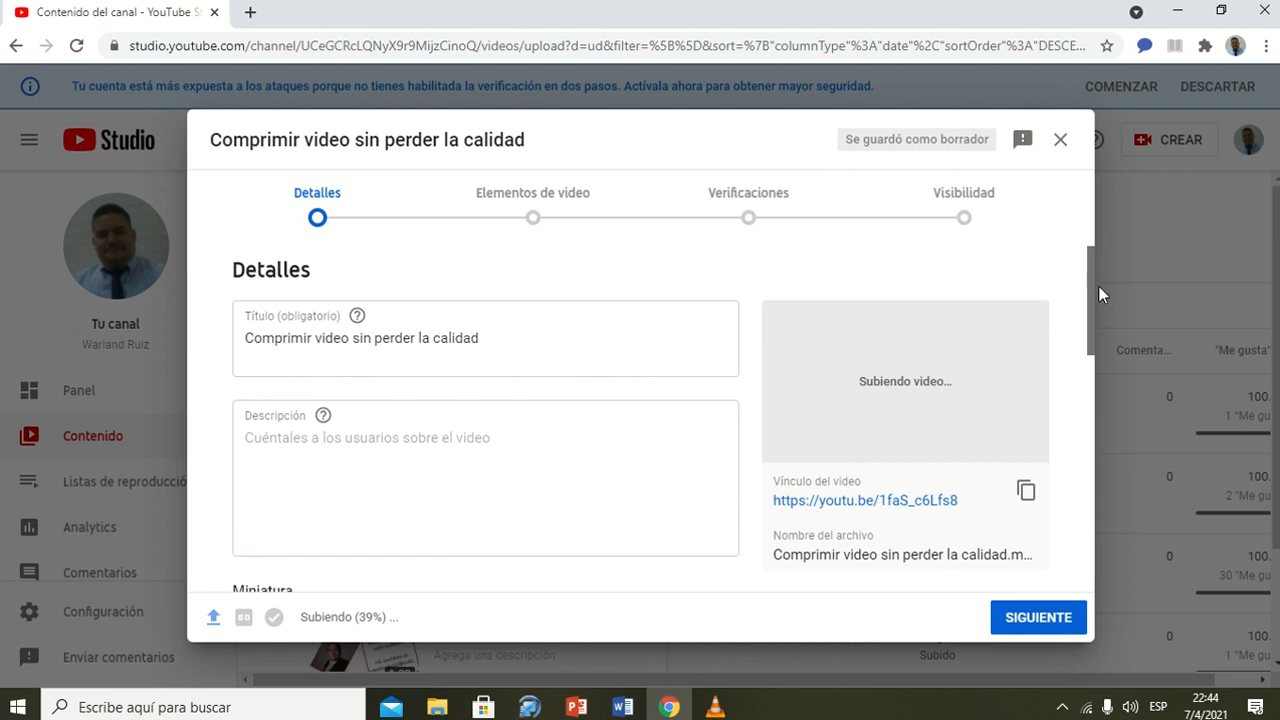 Contenido del canal - YouTube S
studio.youtube.com/channel/UCeGCRcLQNyX9r9MijzCinoQ/videos/upload?d=ud&filter=%5B%5D&sort=%7B"columnType"%3A"date"%2C"sortOrder"%3A"DESCE...
Tu cuenta está más expuesta a los ataques porque no tienes habilitada la verificación en dos pasos. Actívala ahora para obtener mayor seguridad.
COMENZAR
DESCARTAR
Studio
CREAR
Comprimir video sin perder la calidad
Se guardó como borrador
Detalles
Elementos de video
Verificaciones
Visibilidad
Tu canal
Warland Ruiz
Panel
Contenido
Listas de reproducció
Analytics
Comentarios
Configuración
Enviar comentarios
Detalles
Título (obligatorio)
Comprimir video sin perder la calidad
Descripción
Cuéntales a los usuarios sobre el video
Miniatura
Subiendo video...
Vínculo del video
https://youtu.be/1faS_c6Lfs8
Nombre del archivo
Comprimir video sin perder la calidad.m...
Subiendo (39%) ...
SIGUIENTE
Comenta...
"Me gusta"
0
100.
1 "Me gu
0
100.
2 "Me gu
0
100.
30 "Me gu
0
100.
1 "Me gu
Agrega una descripción
Subido
Escribe aquí para buscar
ESP
22:44
7/4/2021